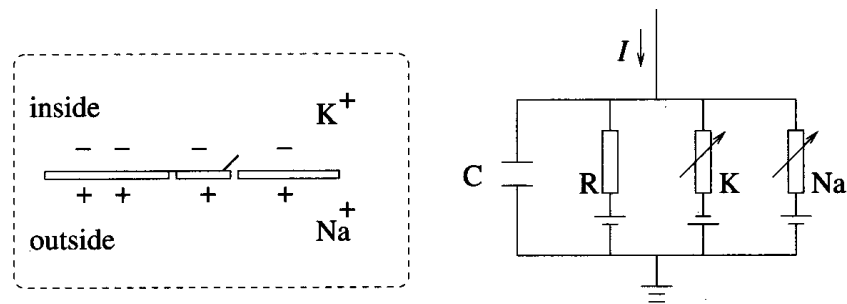 inside
K+
− − − −
+ + + +
outside
Na+
I
C
R
K
Na